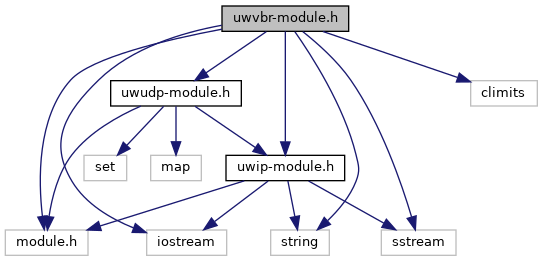 uwvbr-module.h
uwudp-module.h
climits
set
map
uwip-module.h
module.h
iostream
string
sstream